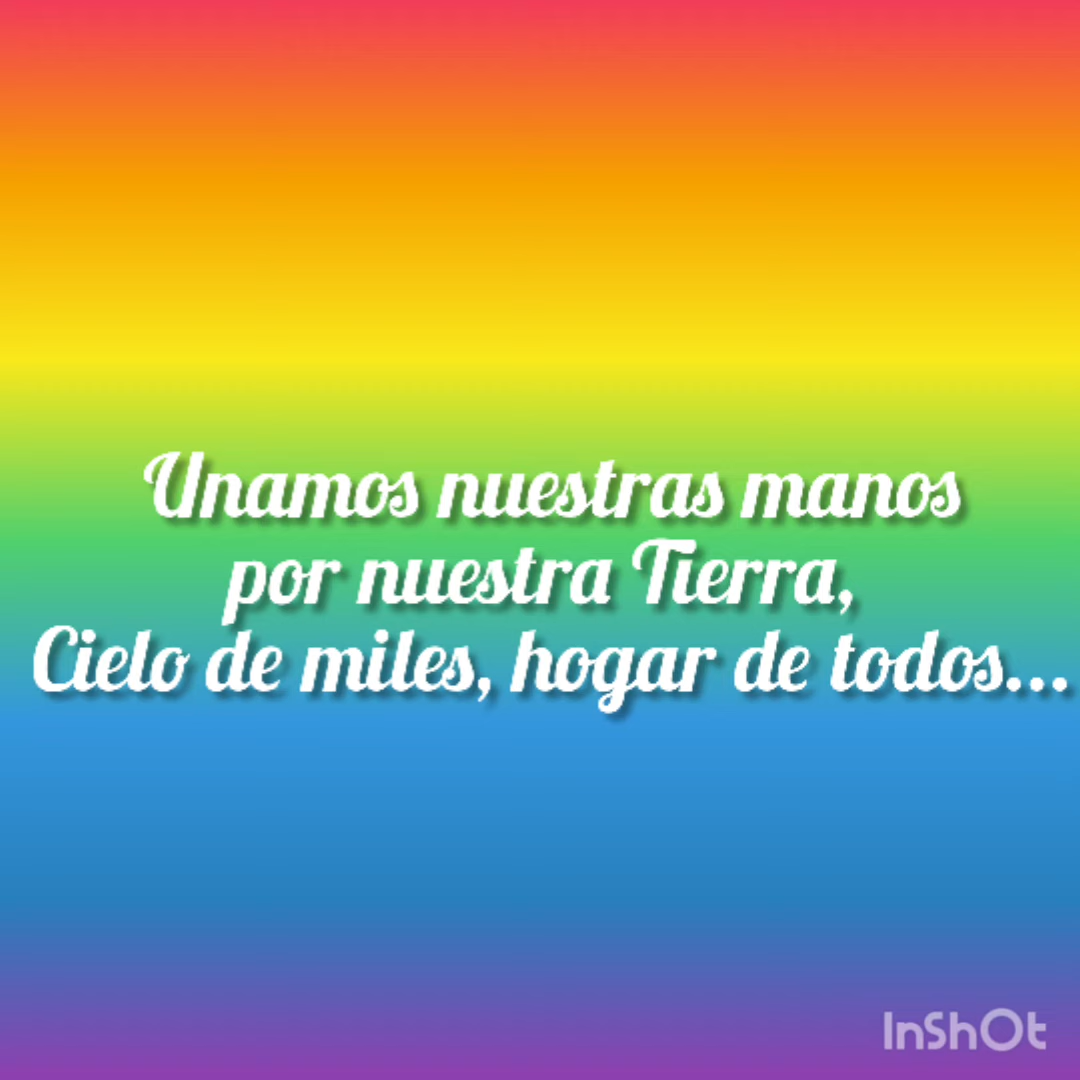 Unamos nuestras manos
por nuestra Tierra,
Cielo de miles, hogar de todos...
InShOt